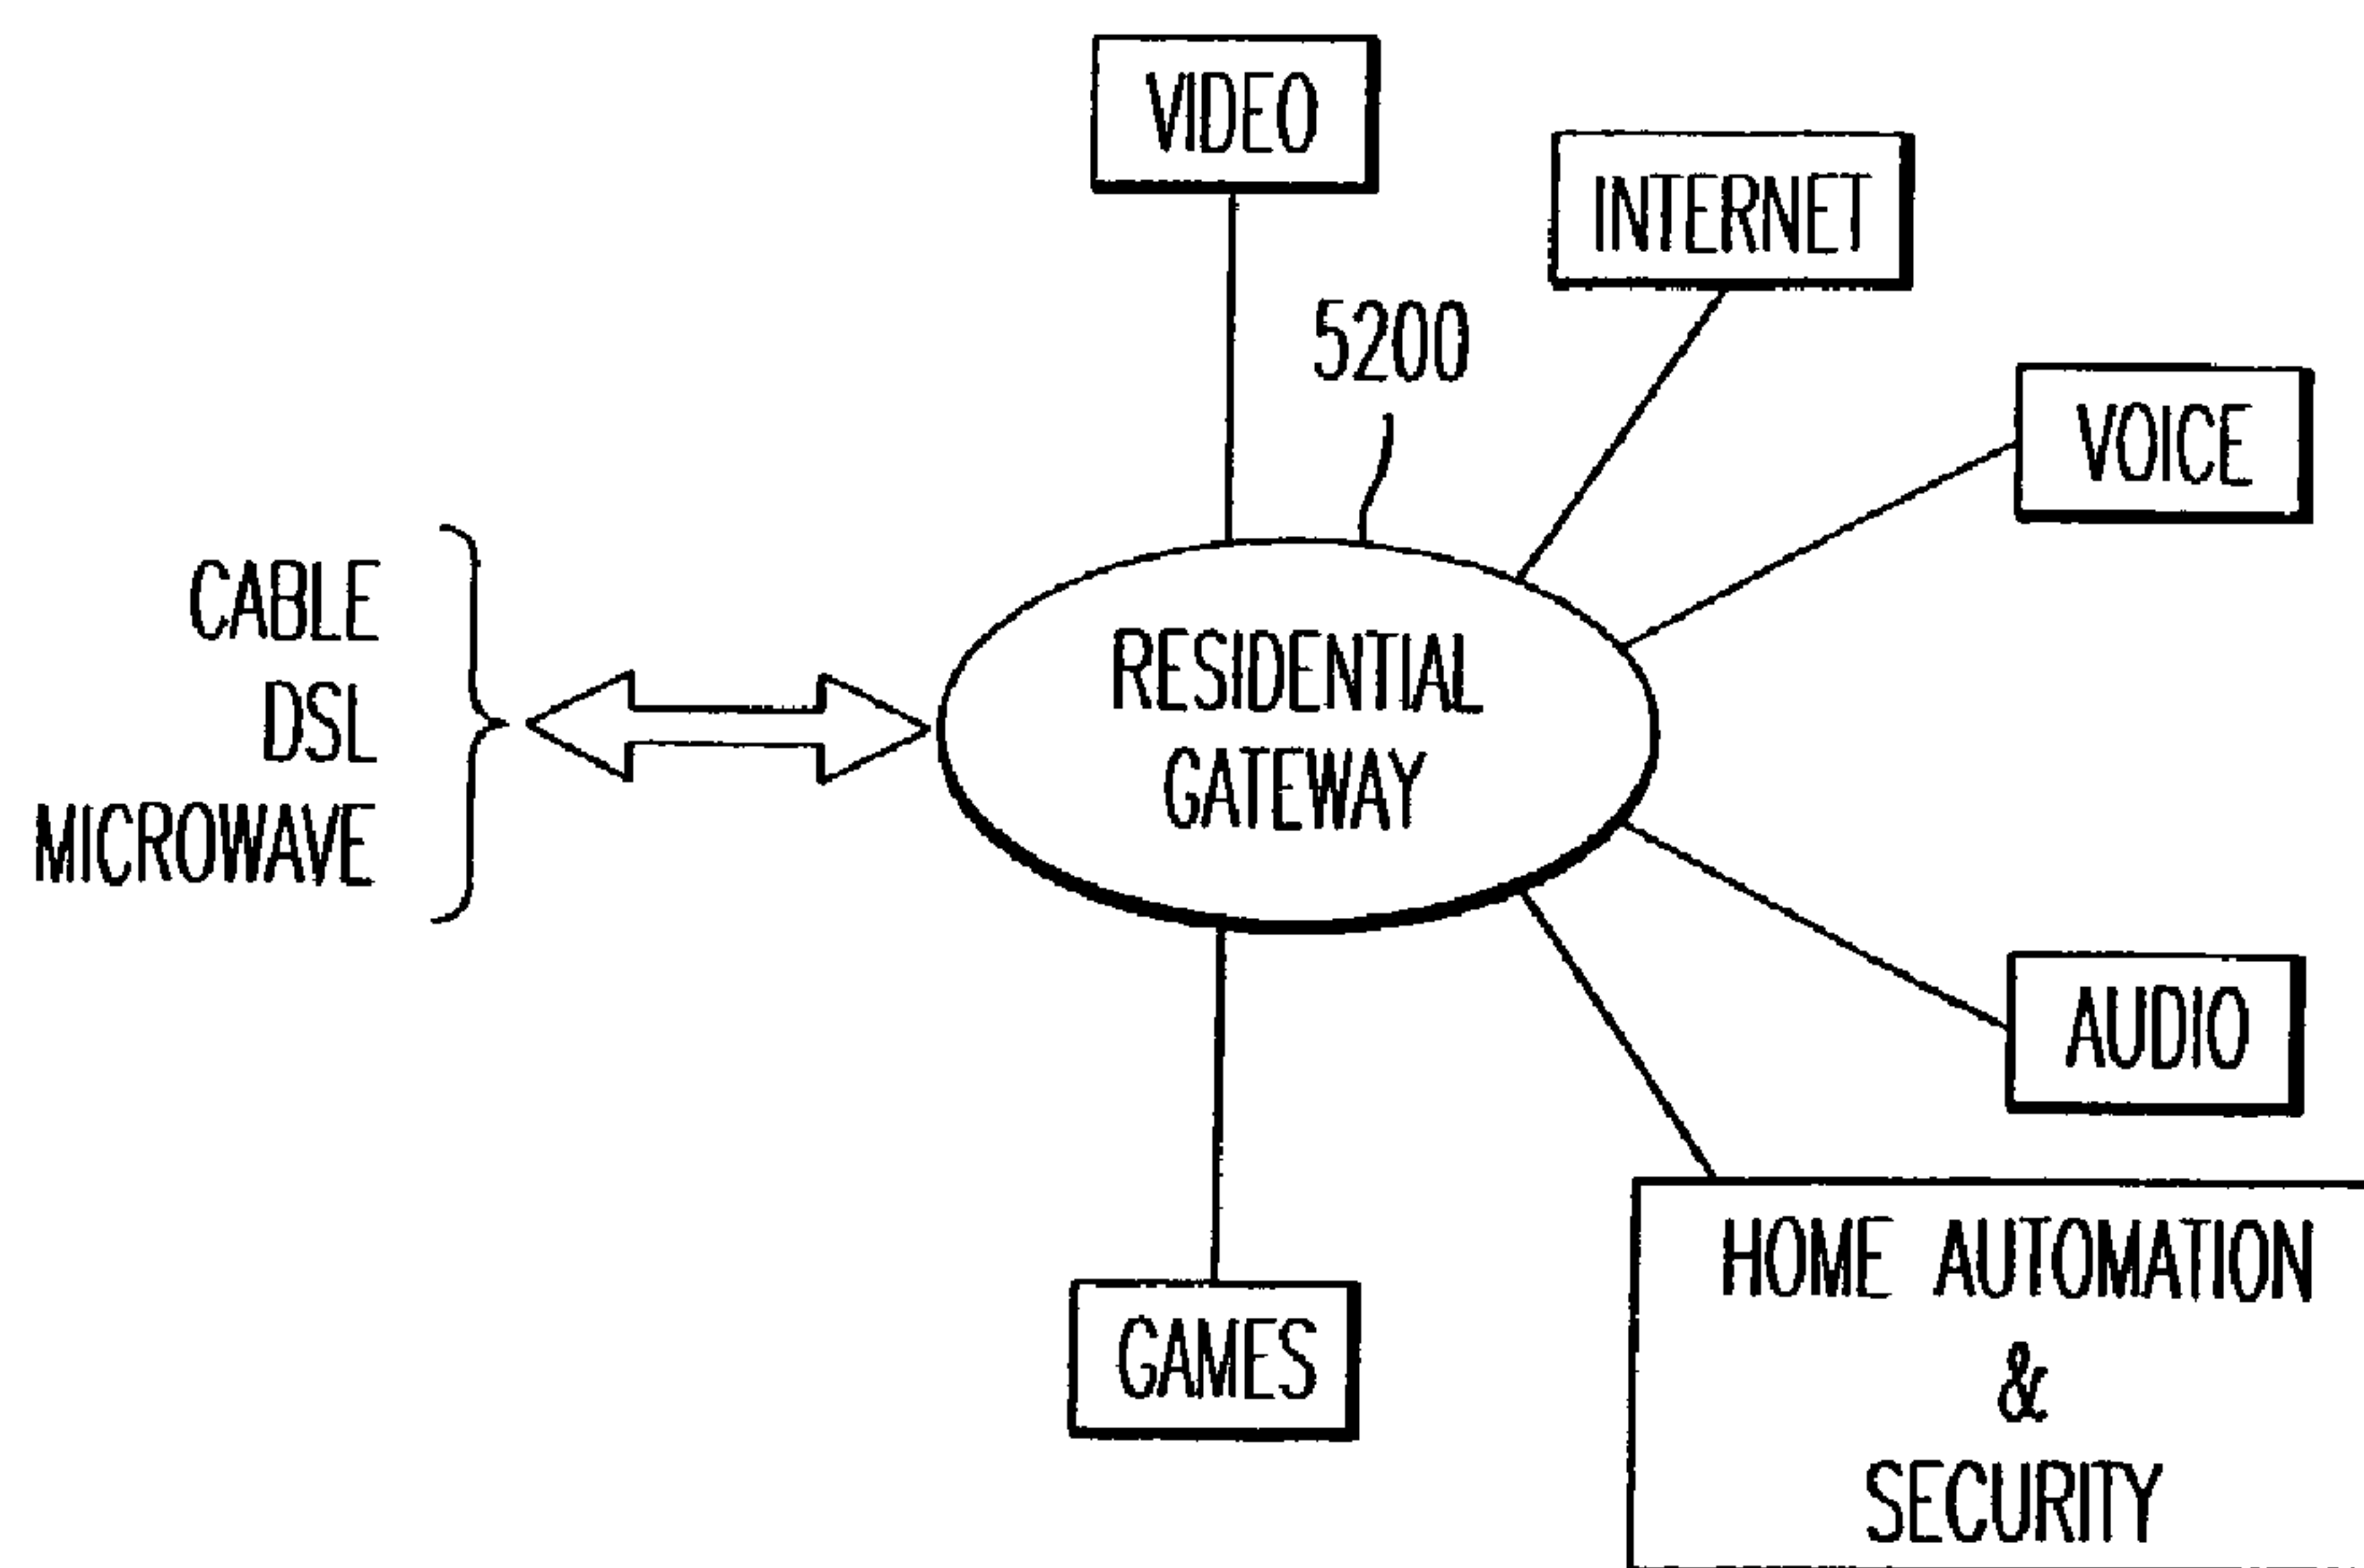 VIDEO
INTERNET
5200
VOICE
CABLE
DSL
MICROWAVE
RESIDENTIAL
GATEWAY
AUDIO
HOME AUTOMATION
&
SECURITY
GAMES